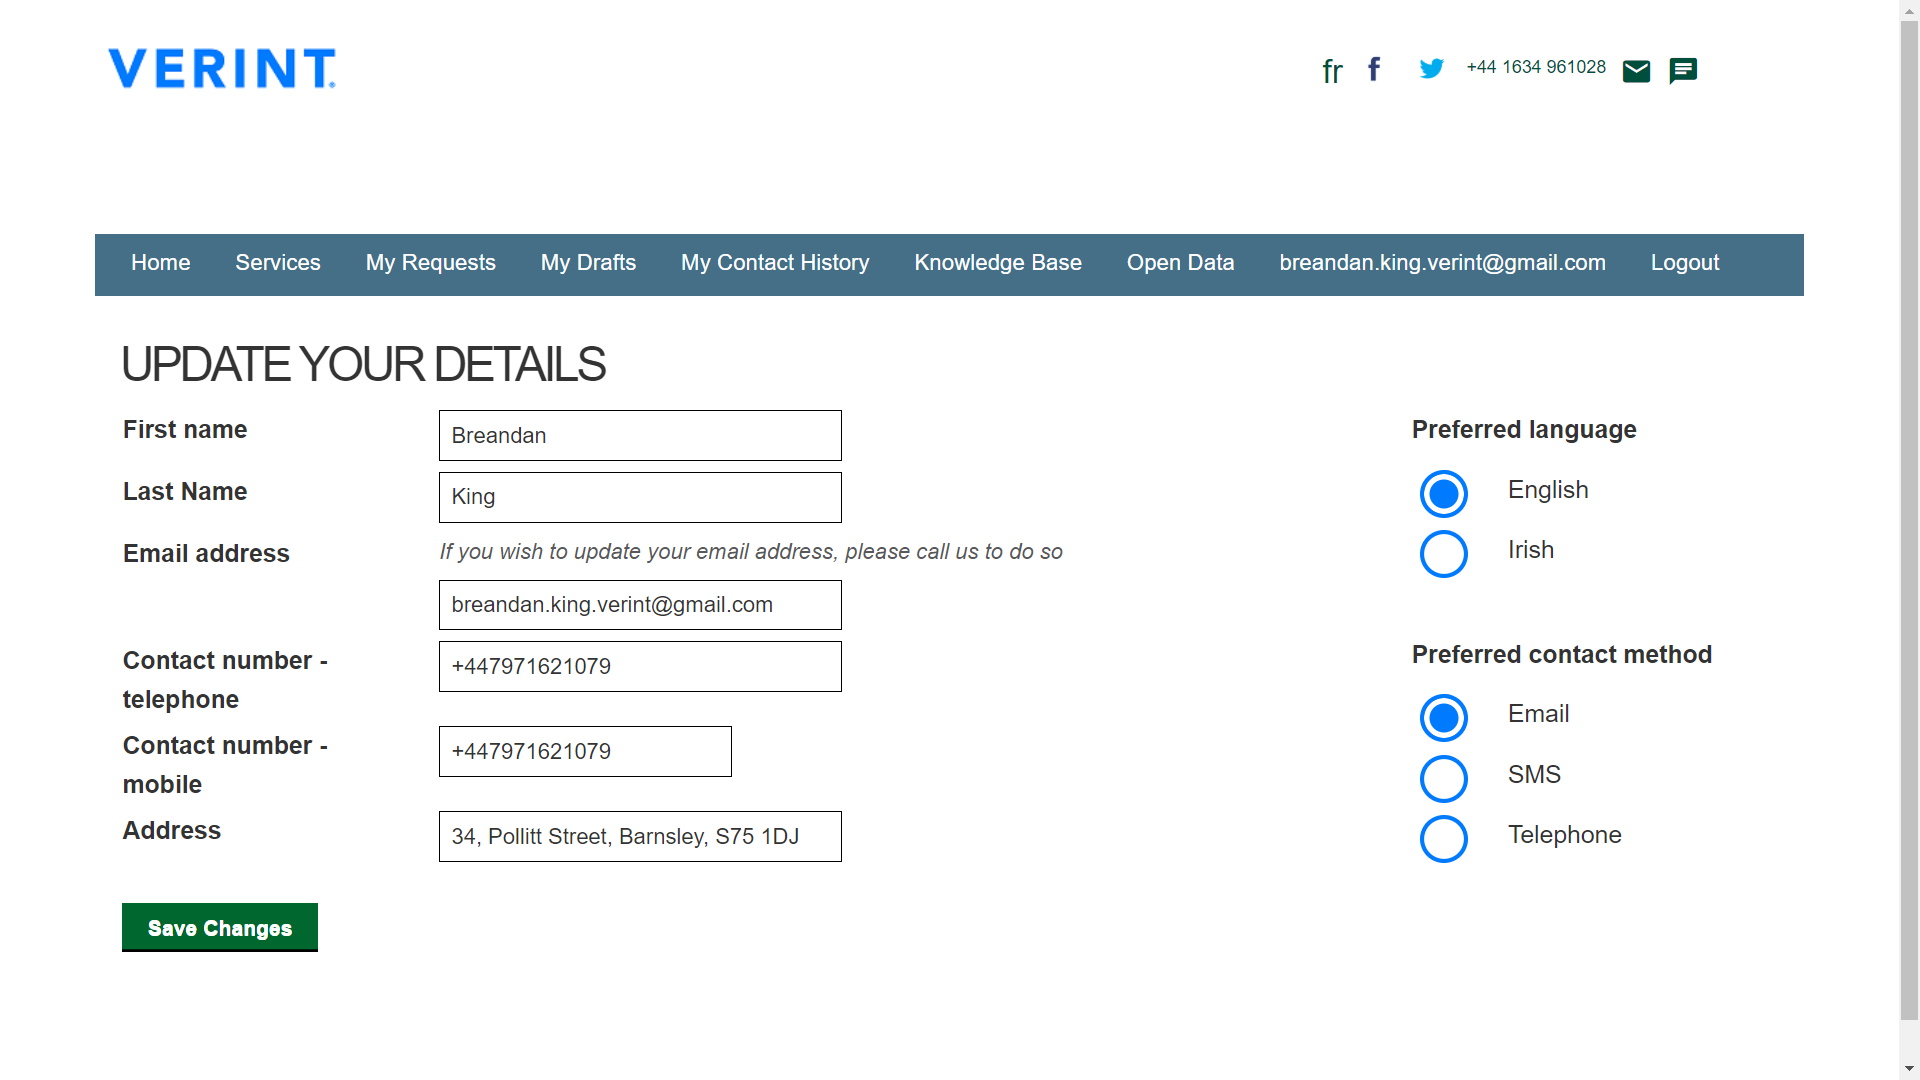 VERINT
fr f +44 1634 961028
Home Services My Requests My Drafts My Contact History Knowledge Base Open Data breandan.king.verint@gmail.com Logout
UPDATE YOUR DETAILS
First name
Breandan
Last Name
King
Email address
If you wish to update your email address, please call us to do so
breandan.king.verint@gmail.com
Contact number -
telephone
+447971621079
Contact number -
mobile
+447971621079
Address
34, Pollitt Street, Barnsley, S75 1DJ
Save Changes
Preferred language
English
Irish
Preferred contact method
Email
SMS
Telephone